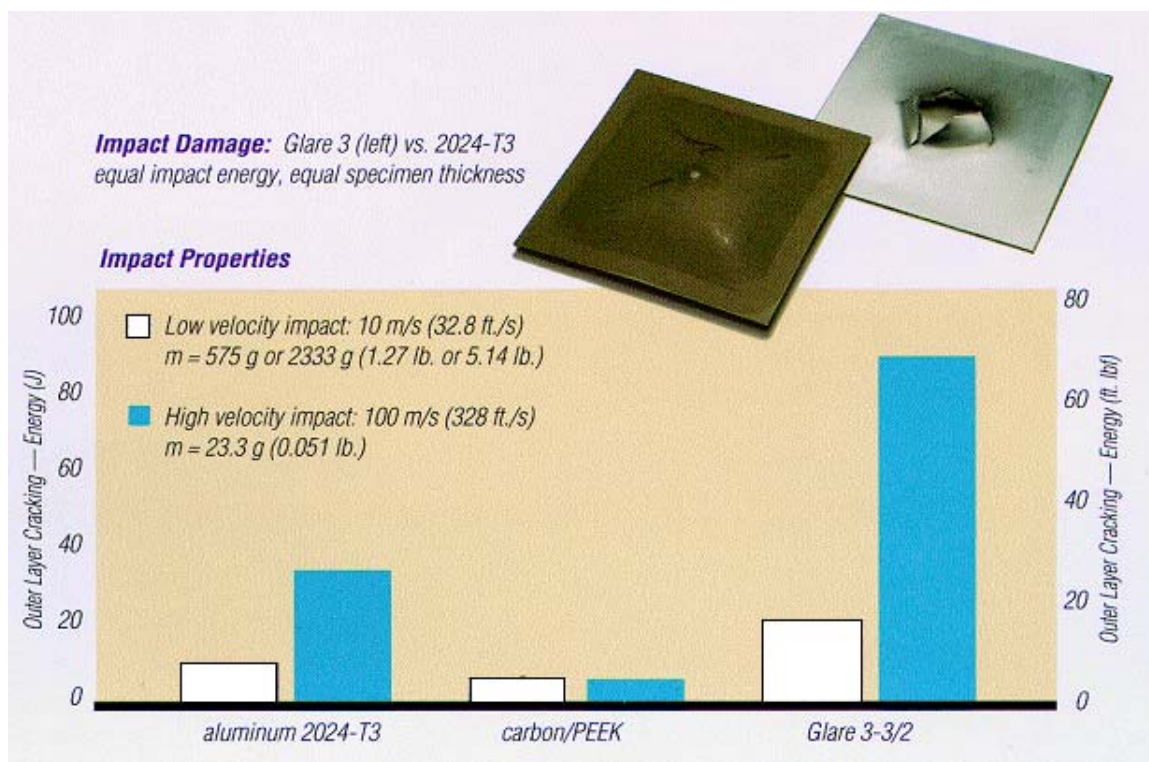 Impact Damage: Glare 3 (left) vs. 2024-T3
equal impact energy, equal specimen thickness
Impact Properties
Outer Layer Cracking — Energy (J)
100
80
60
40
20
0
Low velocity impact: 10 m/s (32.8 ft./s)
m = 575 g or 2333 g (1.27 lb. or 5.14 lb.)
High velocity impact: 100 m/s (328 ft./s)
m = 23.3 g (0.051 lb.)
80
60
40
20
0
Outer Layer Cracking — Energy (ft. lbf)
aluminum 2024-T3
carbon/PEEK
Glare 3-3/2